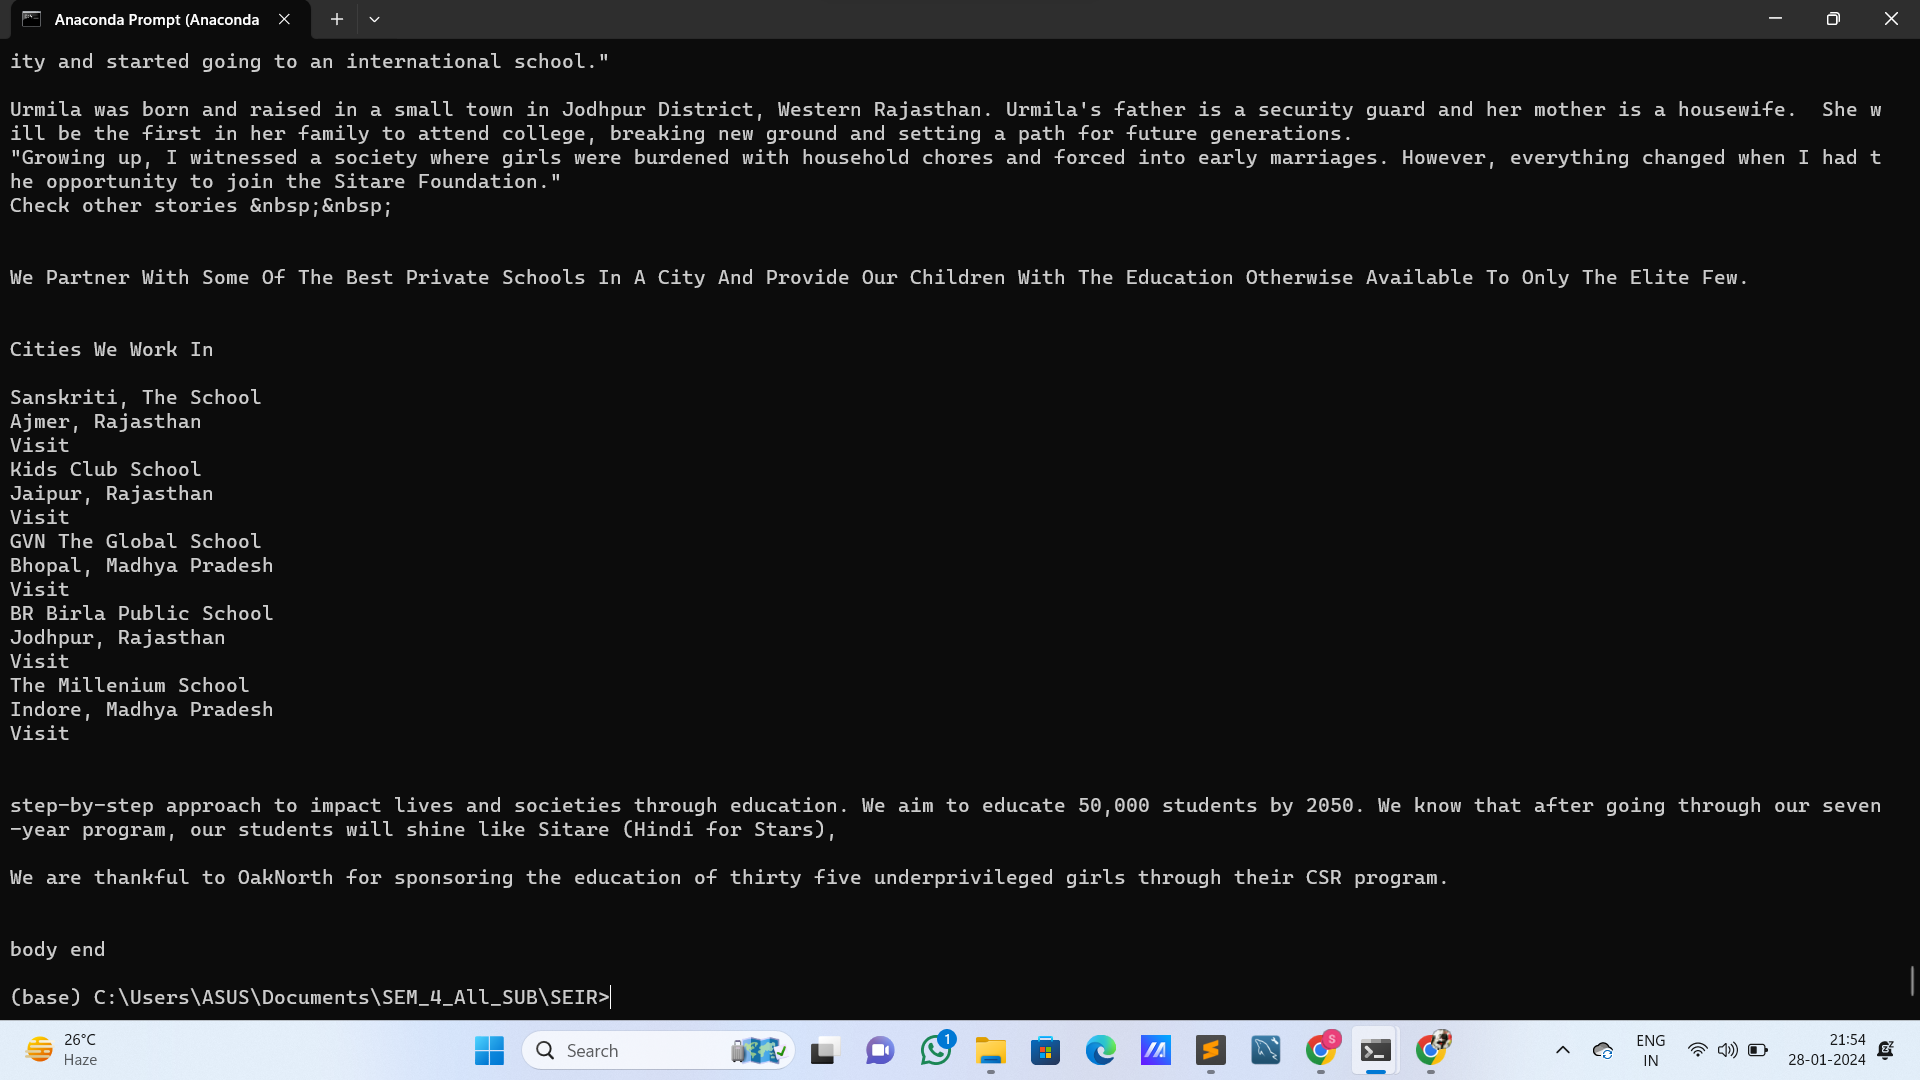 Anaconda Prompt (Anaconda
ity and started going to an international school."
Urmila was born and raised in a small town in Jodhpur District, Western Rajasthan. Urmila's father is a security guard and her mother is a housewife.  She w
ill be the first in her family to attend college, breaking new ground and setting a path for future generations.
"Growing up, I witnessed a society where girls were burdened with household chores and forced into early marriages. However, everything changed when I had t
he opportunity to join the Sitare Foundation."
Check other stories &nbsp;&nbsp;
We Partner With Some Of The Best Private Schools In A City And Provide Our Children With The Education Otherwise Available To Only The Elite Few.
Cities We Work In
Sanskriti, The School
Ajmer, Rajasthan
Visit
Kids Club School
Jaipur, Rajasthan
Visit
GVN The Global School
Bhopal, Madhya Pradesh
Visit
BR Birla Public School
Jodhpur, Rajasthan
Visit
The Millenium School
Indore, Madhya Pradesh
Visit
step-by-step approach to impact lives and societies through education. We aim to educate 50,000 students by 2050. We know that after going through our seven
-year program, our students will shine like Sitare (Hindi for Stars),
We are thankful to OakNorth for sponsoring the education of thirty five underprivileged girls through their CSR program.
body end
(base) C:\Users\ASUS\Documents\SEM_4_All_SUB\SEIR>
26°C
Haze
Search
1
S
ENG
IN
21:54
28-01-2024